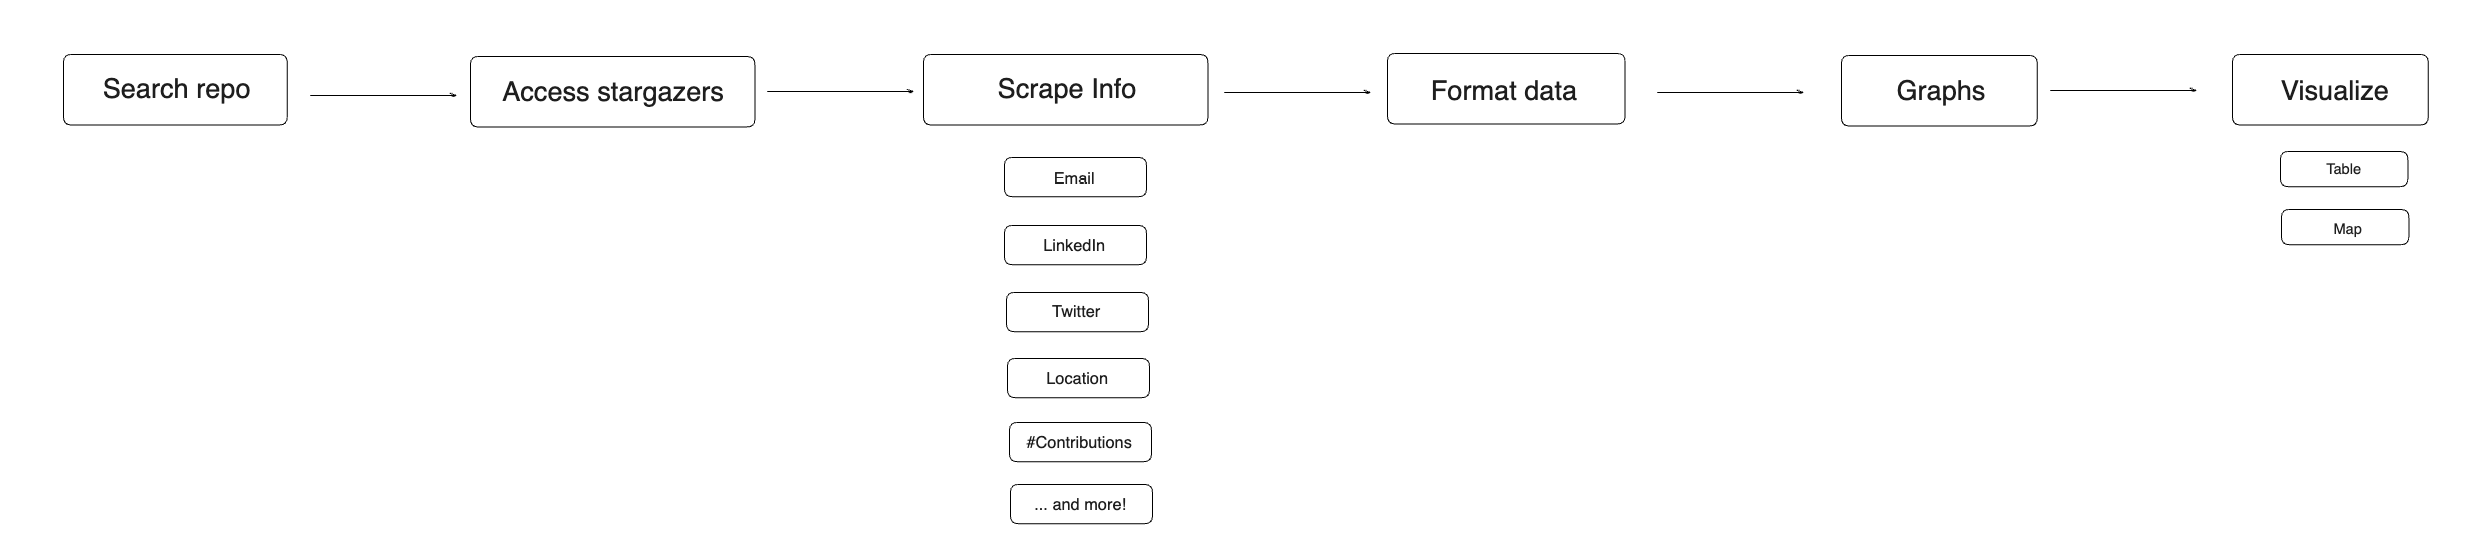 Search repo
Access stargazers
Scrape Info
Format data
Graphs
Visualize
Email
LinkedIn
Twitter
Location
#Contributions
... and more!
Table
Map